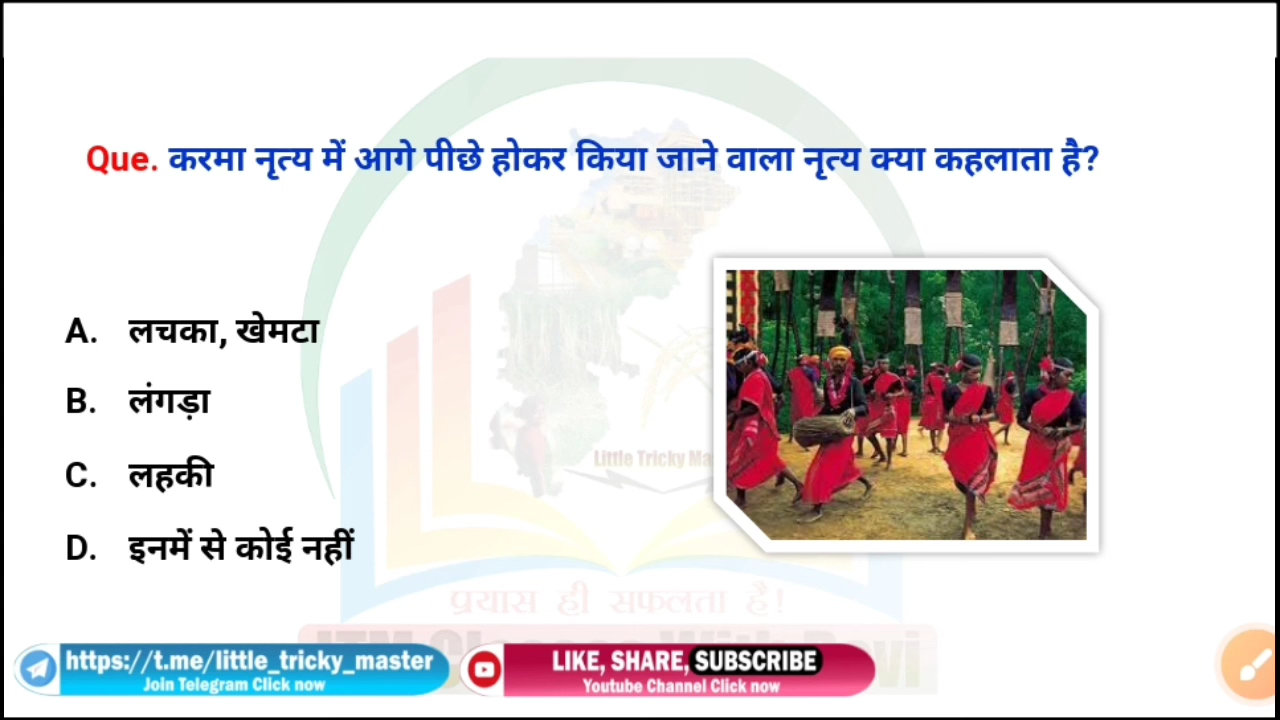 Que. करमा नृत्य में आगे पीछे होकर किया जाने वाला नृत्य क्या कहलाता है?
A. लचका, खेमटा
B. लंगड़ा
C. लहकी
D. इनमें से कोई नहीं
Little Tricky Ma
प्रयास ही सफलता है!
https://t.me/little_tricky_master
Join Telegram Click now
LIKE, SHARE, SUBSCRIBE
Youtube Channel Click now